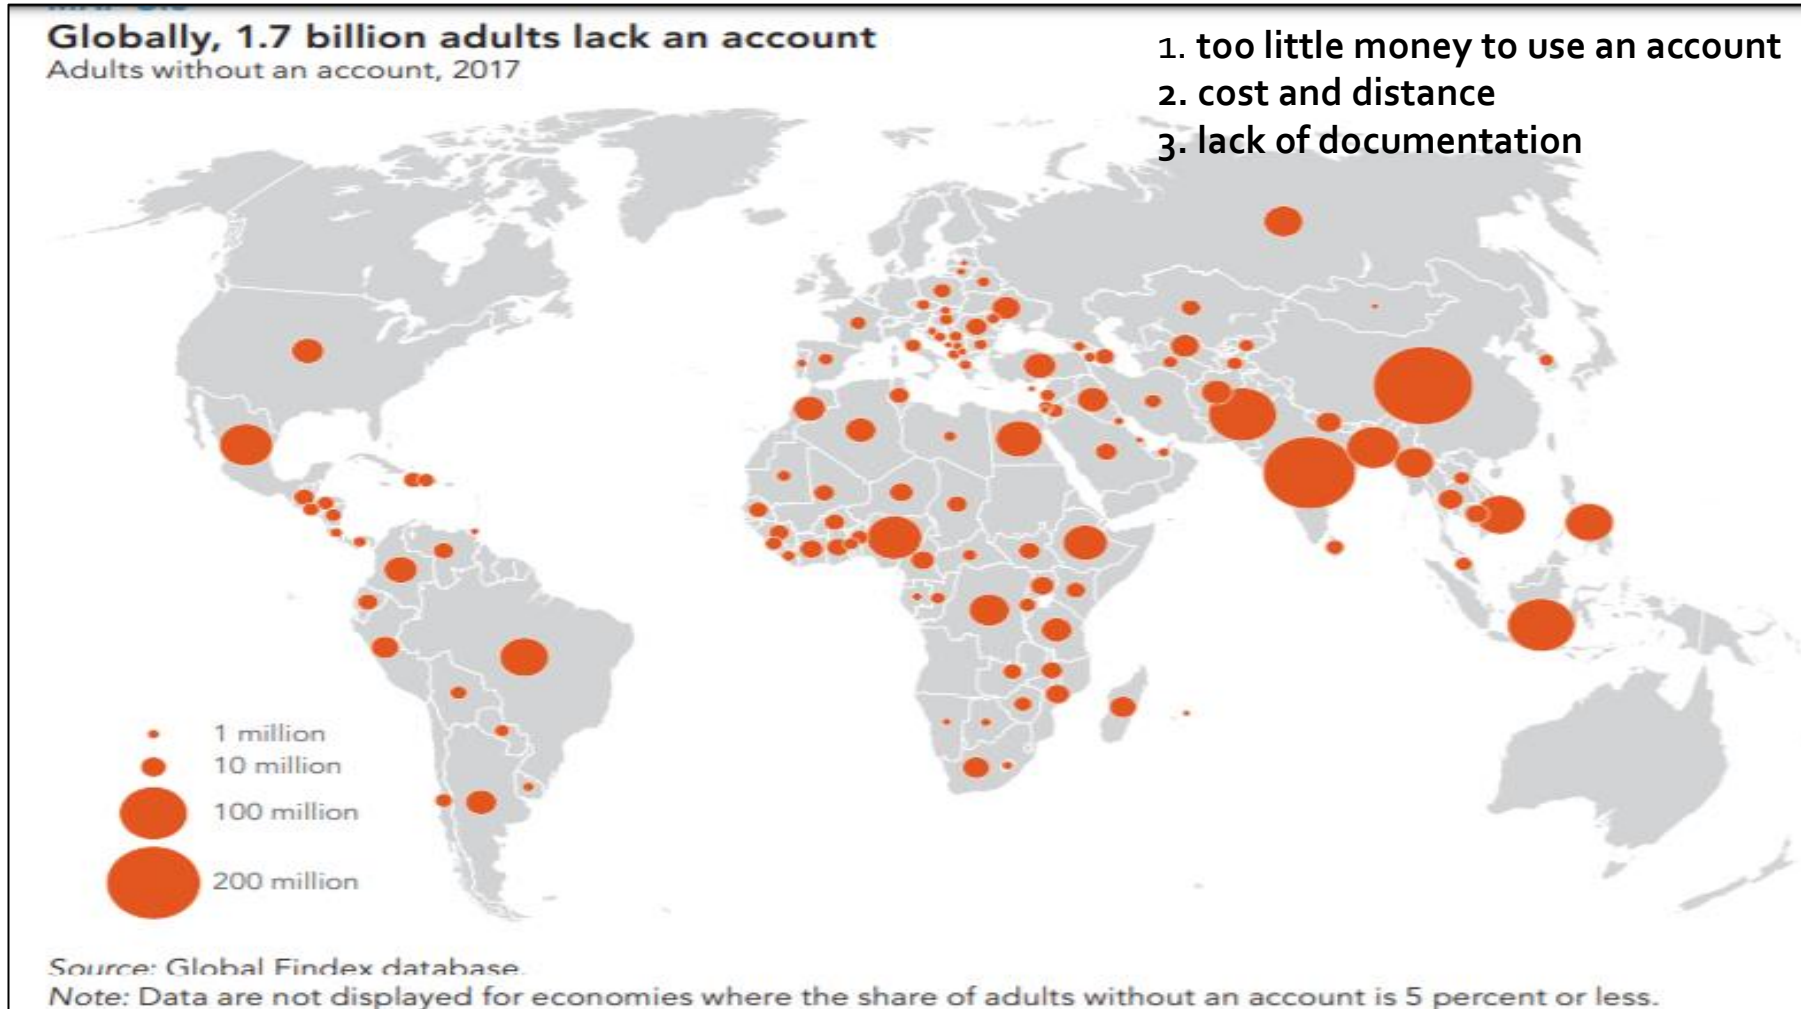 Globally, 1.7 billion adults lack an account
Adults without an account, 2017
1. too little money to use an account
2. cost and distance
3. lack of documentation
1 million
10 million
100 million
200 million
Source: Global Findex database.
Note: Data are not displayed for economies where the share of adults without an account is 5 percent or less.